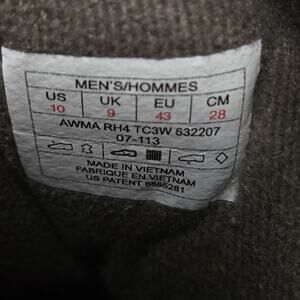 MEN'S/HOMMES
US UK EU CM
10 9 43 28
AWMA RH4 TC3W 632207
07-113
MADE IN VIETNAM
FABRIQUE EN VIETNAM
US PATENT 6865281